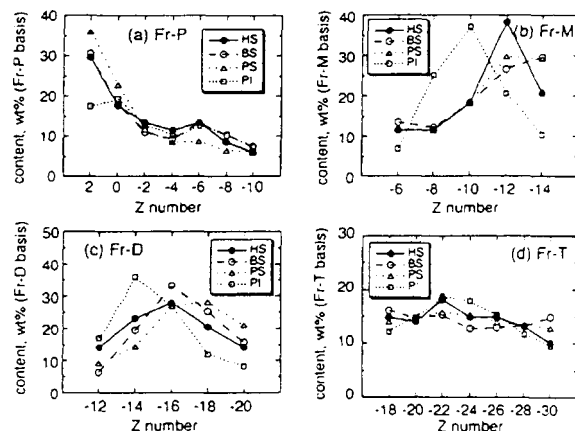 (a) Fr-P
HS
BS
PS
PI
content, wt% (Fr-P basis)
40
30
20
10
0
2 0 -2 -4 -6 -8 -10
Z number
(b) Fr-M
HS
BS
PS
PI
content, wt% (Fr-M basis)
40
30
20
10
0
-6 -8 -10 -12 -14
Z number
(c) Fr-D
HS
BS
PS
PI
content, wt% (Fr-D basis)
50
40
30
20
10
0
-12 -14 -16 -18 -20
Z number
(d) Fr-T
HS
BS
PS
PI
content, wt% (Fr-T basis)
30
20
10
0
-18 -20 -22 -24 -26 -28 -30
Z number